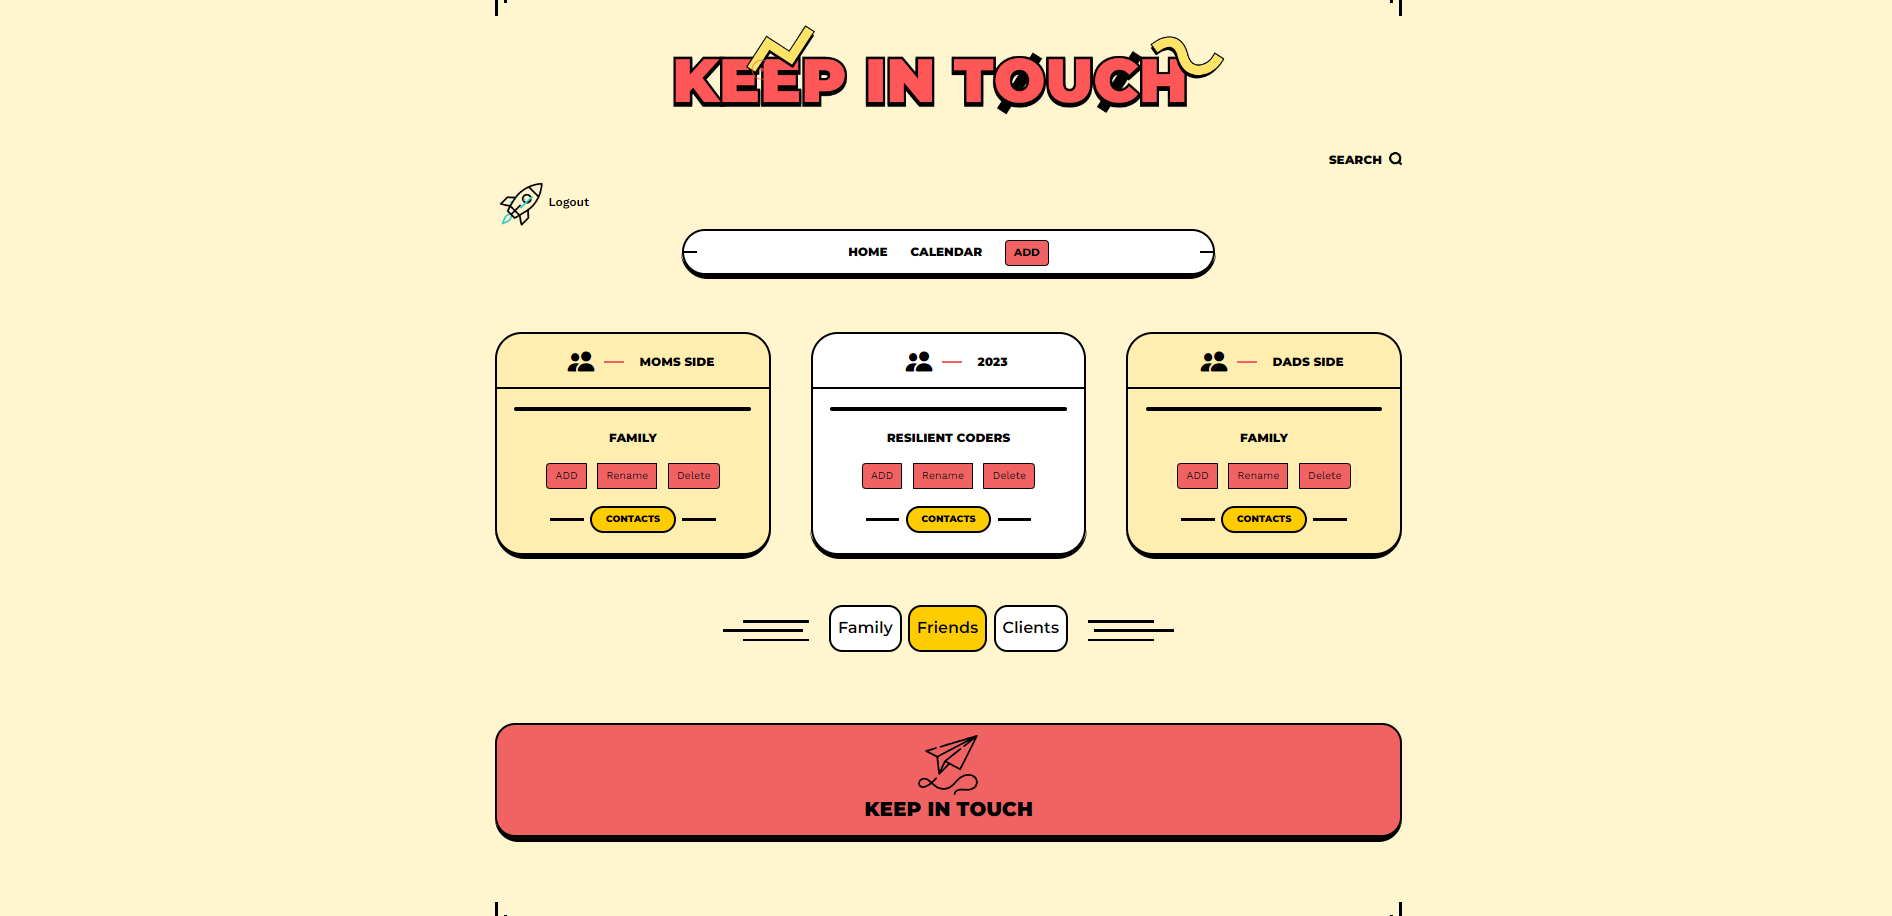 KEEP IN TOUCH
SEARCH
Logout
HOME CALENDAR ADD
MOMS SIDE
FAMILY
ADD Rename Delete
CONTACTS
2023
RESILIENT CODERS
ADD Rename Delete
CONTACTS
DADS SIDE
FAMILY
ADD Rename Delete
CONTACTS
Family Friends Clients
KEEP IN TOUCH